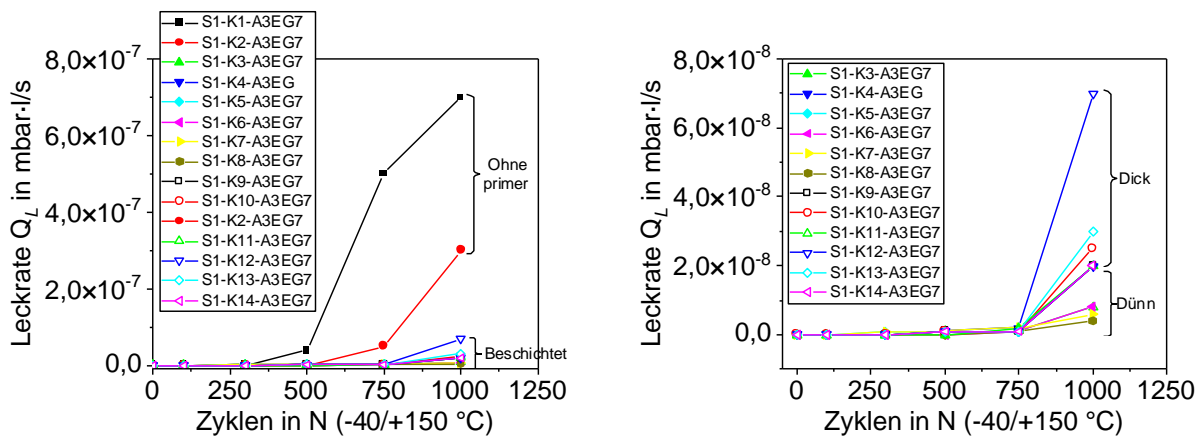 8,0×10⁻⁷
6,0×10⁻⁷
4,0×10⁻⁷
2,0×10⁻⁷
0,0
Leckrate Q_L in mbar·l/s
S1-K1-A3EG7
S1-K2-A3EG7
S1-K3-A3EG7
S1-K4-A3EG
S1-K5-A3EG7
S1-K6-A3EG7
S1-K7-A3EG7
S1-K8-A3EG7
S1-K9-A3EG7
S1-K10-A3EG7
S1-K2-A3EG7
S1-K11-A3EG7
S1-K12-A3EG7
S1-K13-A3EG7
S1-K14-A3EG7
Ohne
primer
Beschichtet
0 250 500 750 1000 1250
Zyklen in N (-40/+150 °C)
8,0×10⁻⁸
6,0×10⁻⁸
4,0×10⁻⁸
2,0×10⁻⁸
0,0
Leckrate Q_L in mbar·l/s
S1-K3-A3EG7
S1-K4-A3EG
S1-K5-A3EG7
S1-K6-A3EG7
S1-K7-A3EG7
S1-K8-A3EG7
S1-K9-A3EG7
S1-K10-A3EG7
S1-K11-A3EG7
S1-K12-A3EG7
S1-K13-A3EG7
S1-K14-A3EG7
Dick
Dünn
0 250 500 750 1000 1250
Zyklen in N (-40/+150 °C)